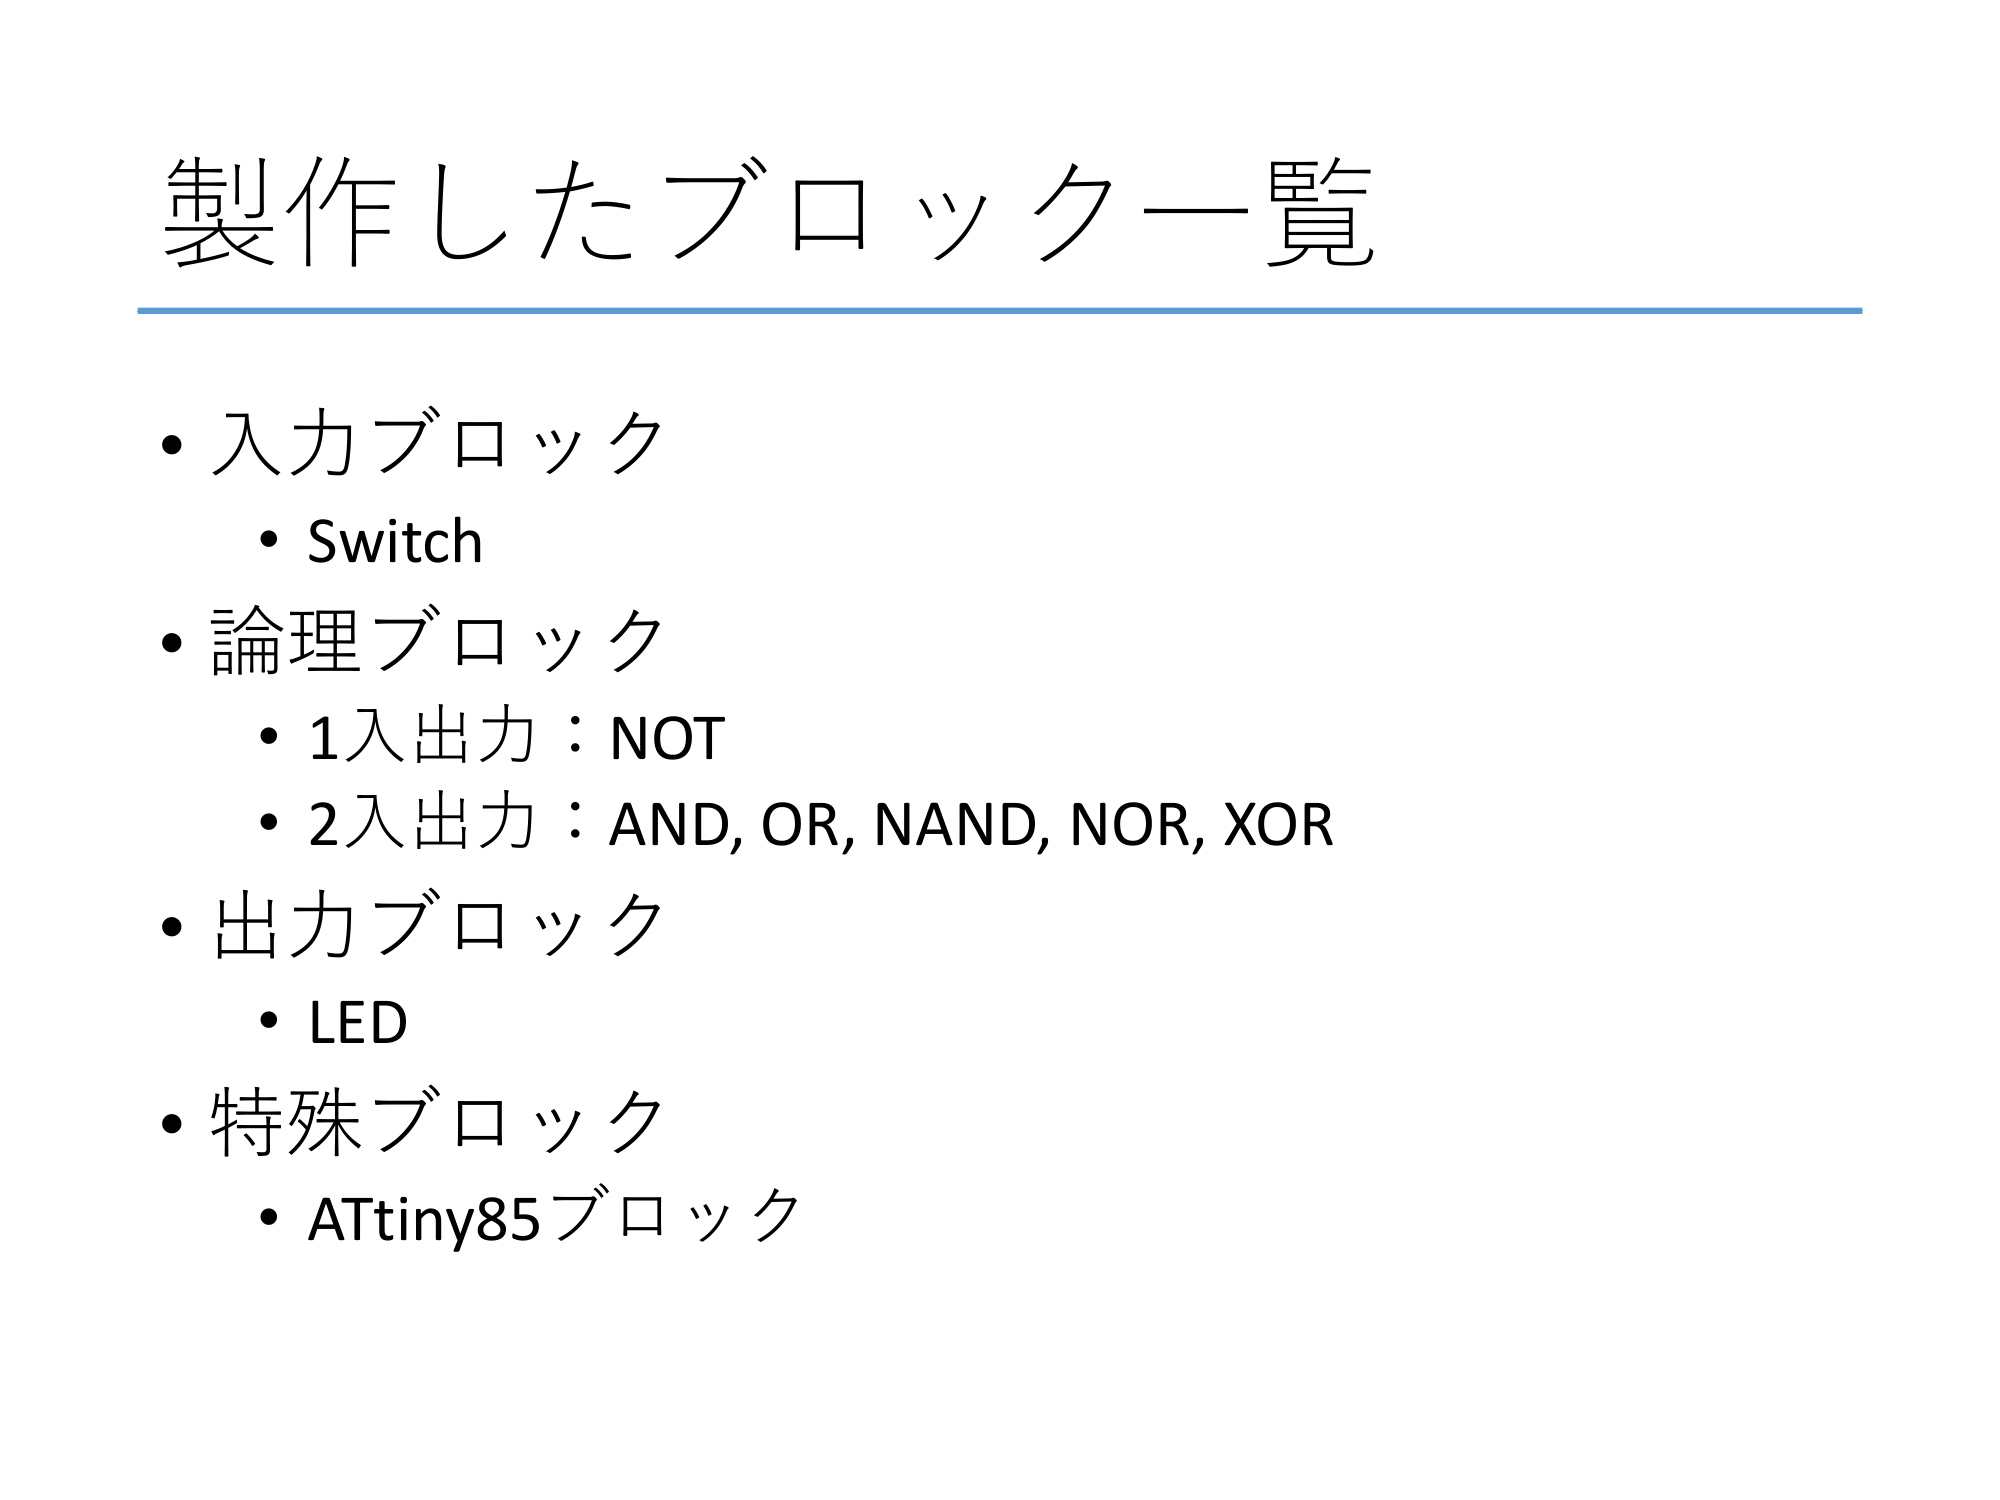 製作したブロック一覧
• 入力ブロック
• Switch
• 論理ブロック
• 1入出力：NOT
• 2入出力：AND, OR, NAND, NOR, XOR
• 出力ブロック
• LED
• 特殊ブロック
• ATtiny85ブロック